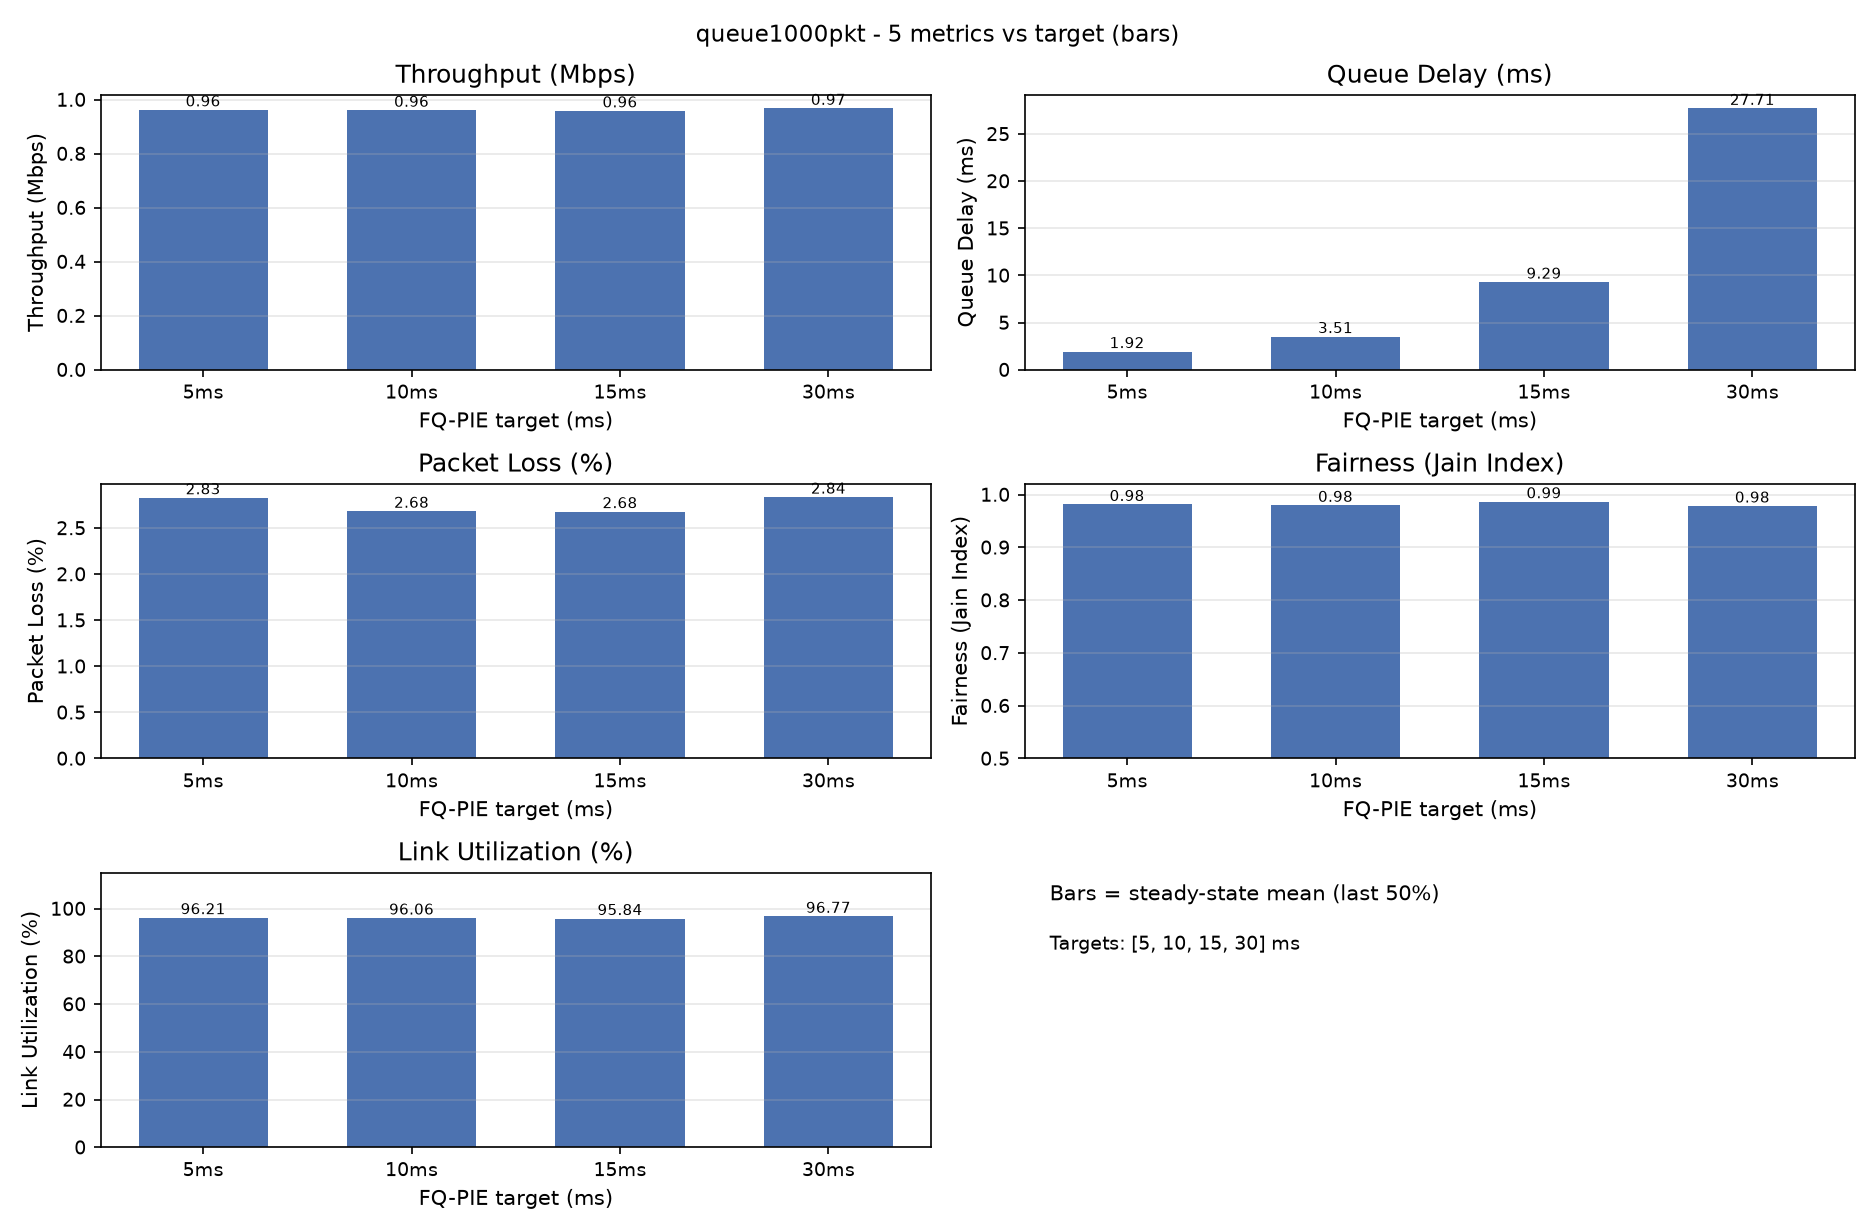 queue1000pkt - 5 metrics vs target (bars)
Throughput (Mbps)
Throughput (Mbps)
1.0
0.8
0.6
0.4
0.2
0.0
0.96
0.96
0.96
0.97
5ms
10ms
15ms
30ms
FQ-PIE target (ms)
Queue Delay (ms)
Queue Delay (ms)
25
20
15
10
5
0
1.92
3.51
9.29
27.71
5ms
10ms
15ms
30ms
FQ-PIE target (ms)
Packet Loss (%)
Packet Loss (%)
2.5
2.0
1.5
1.0
0.5
0.0
2.83
2.68
2.68
2.84
5ms
10ms
15ms
30ms
FQ-PIE target (ms)
Fairness (Jain Index)
Fairness (Jain Index)
1.0
0.9
0.8
0.7
0.6
0.5
0.98
0.98
0.99
0.98
5ms
10ms
15ms
30ms
FQ-PIE target (ms)
Link Utilization (%)
Link Utilization (%)
100
80
60
40
20
0
96.21
96.06
95.84
96.77
5ms
10ms
15ms
30ms
FQ-PIE target (ms)
Bars = steady-state mean (last 50%)
Targets: [5, 10, 15, 30] ms